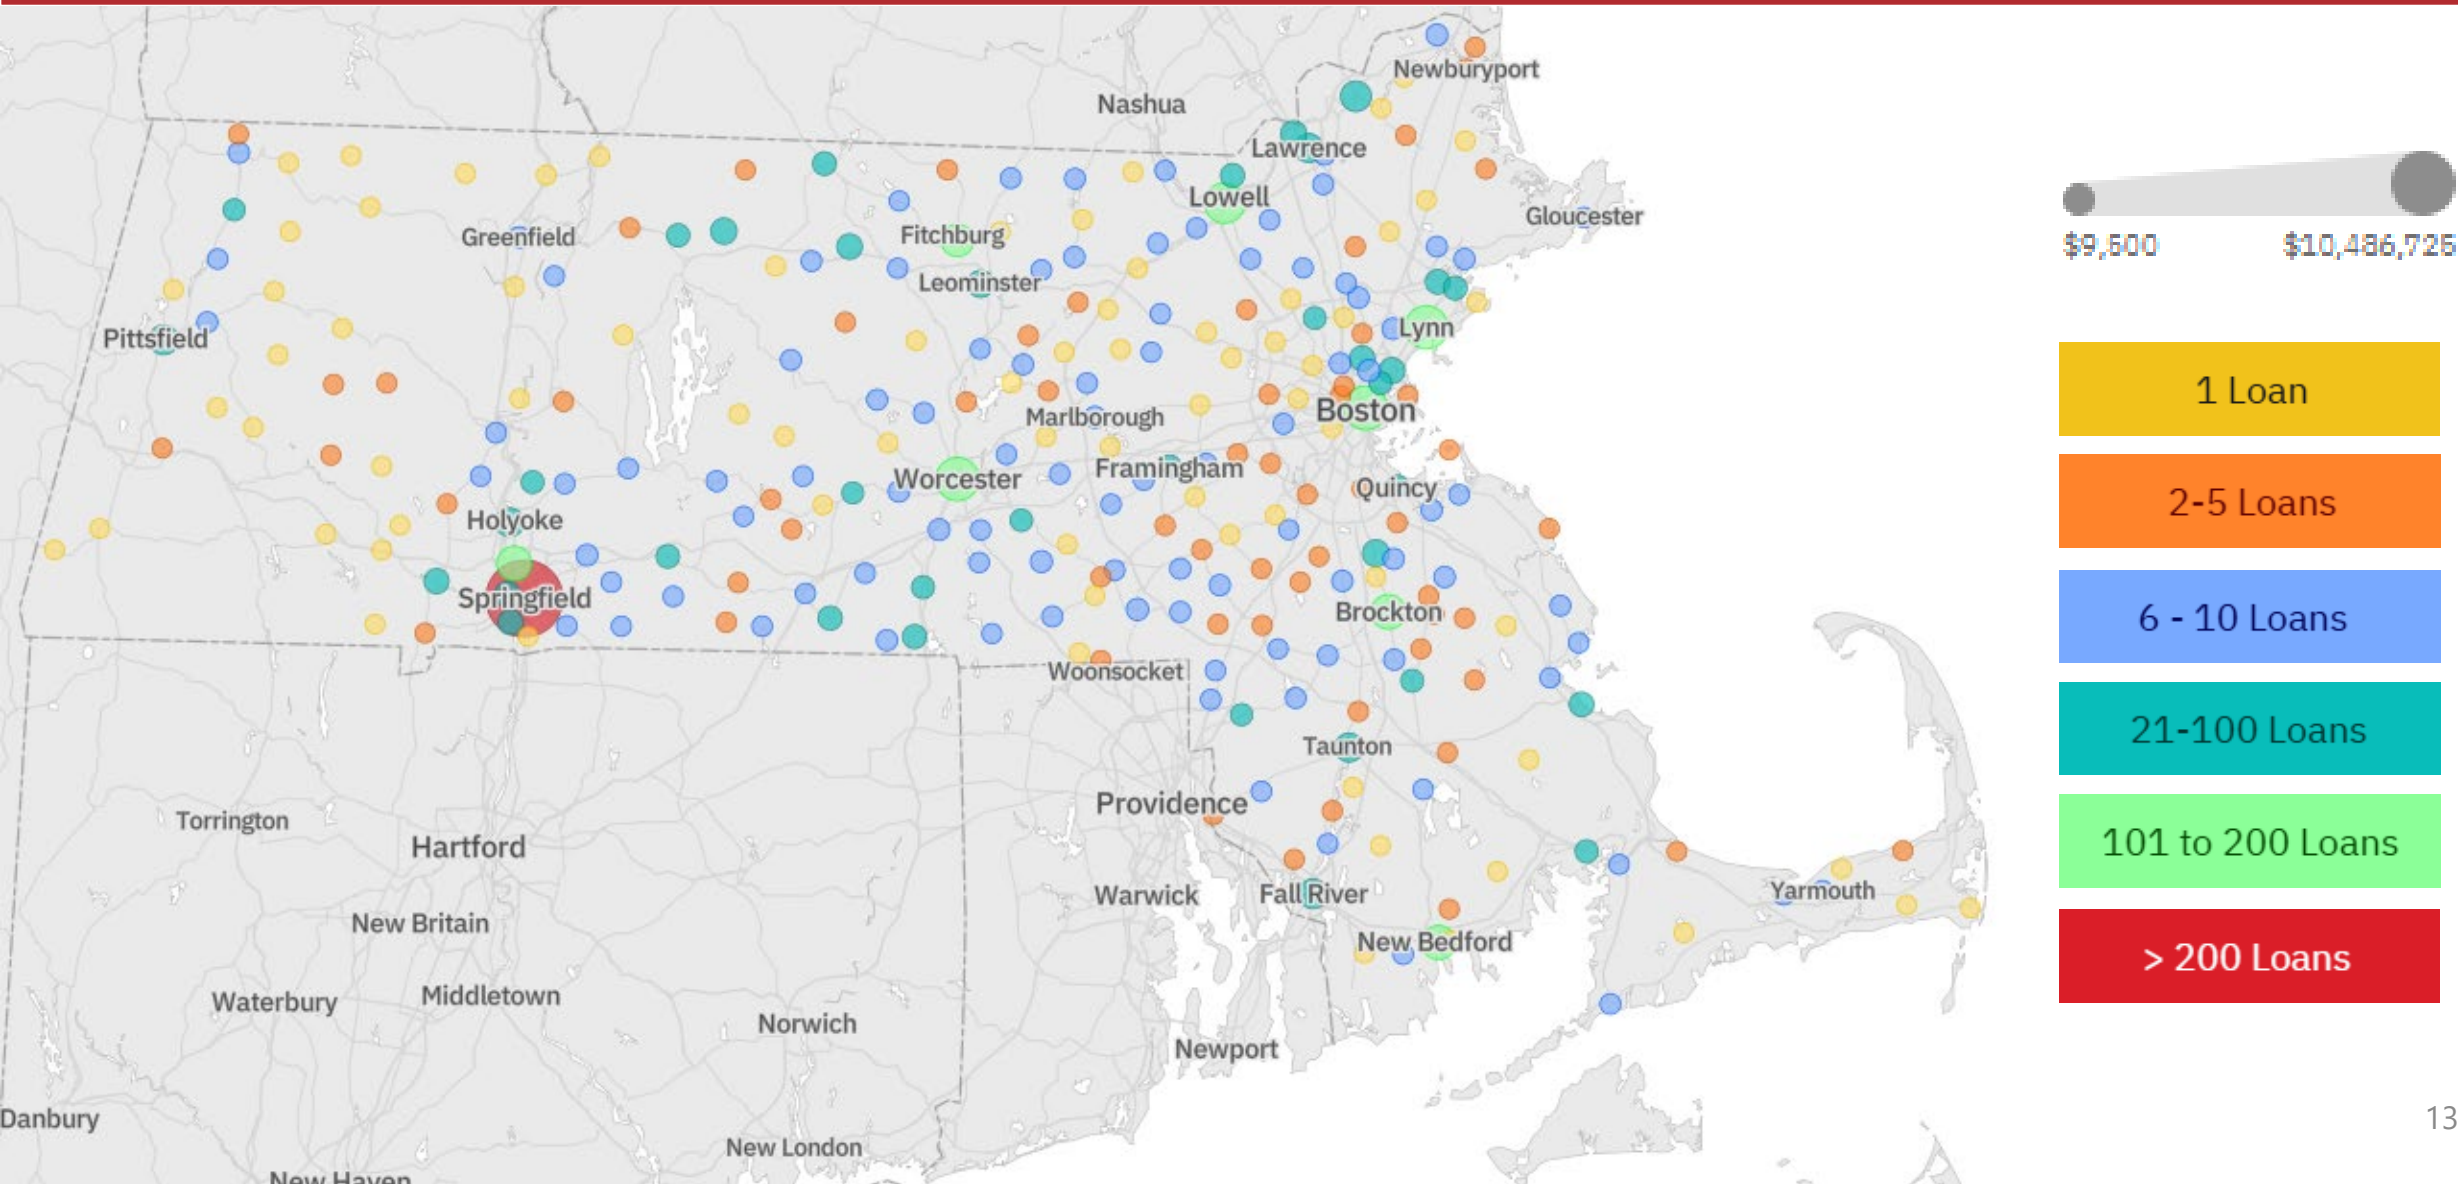 Newburyport
Nashua
Lawrence
Lowell
Gloucester
Greenfield
Fitchburg
Leominster
Pittsfield
Lynn
Marlborough
Boston
Worcester
Framingham
Quincy
Holyoke
Springfield
Brockton
Woonsocket
Taunton
Providence
Torrington
Hartford
Warwick
Fall River
Yarmouth
New Britain
New Bedford
Waterbury
Middletown
Norwich
Newport
Danbury
New London
New Haven
$9,500
$10,486,725
1 Loan
2-5 Loans
6 - 10 Loans
21-100 Loans
101 to 200 Loans
> 200 Loans
13